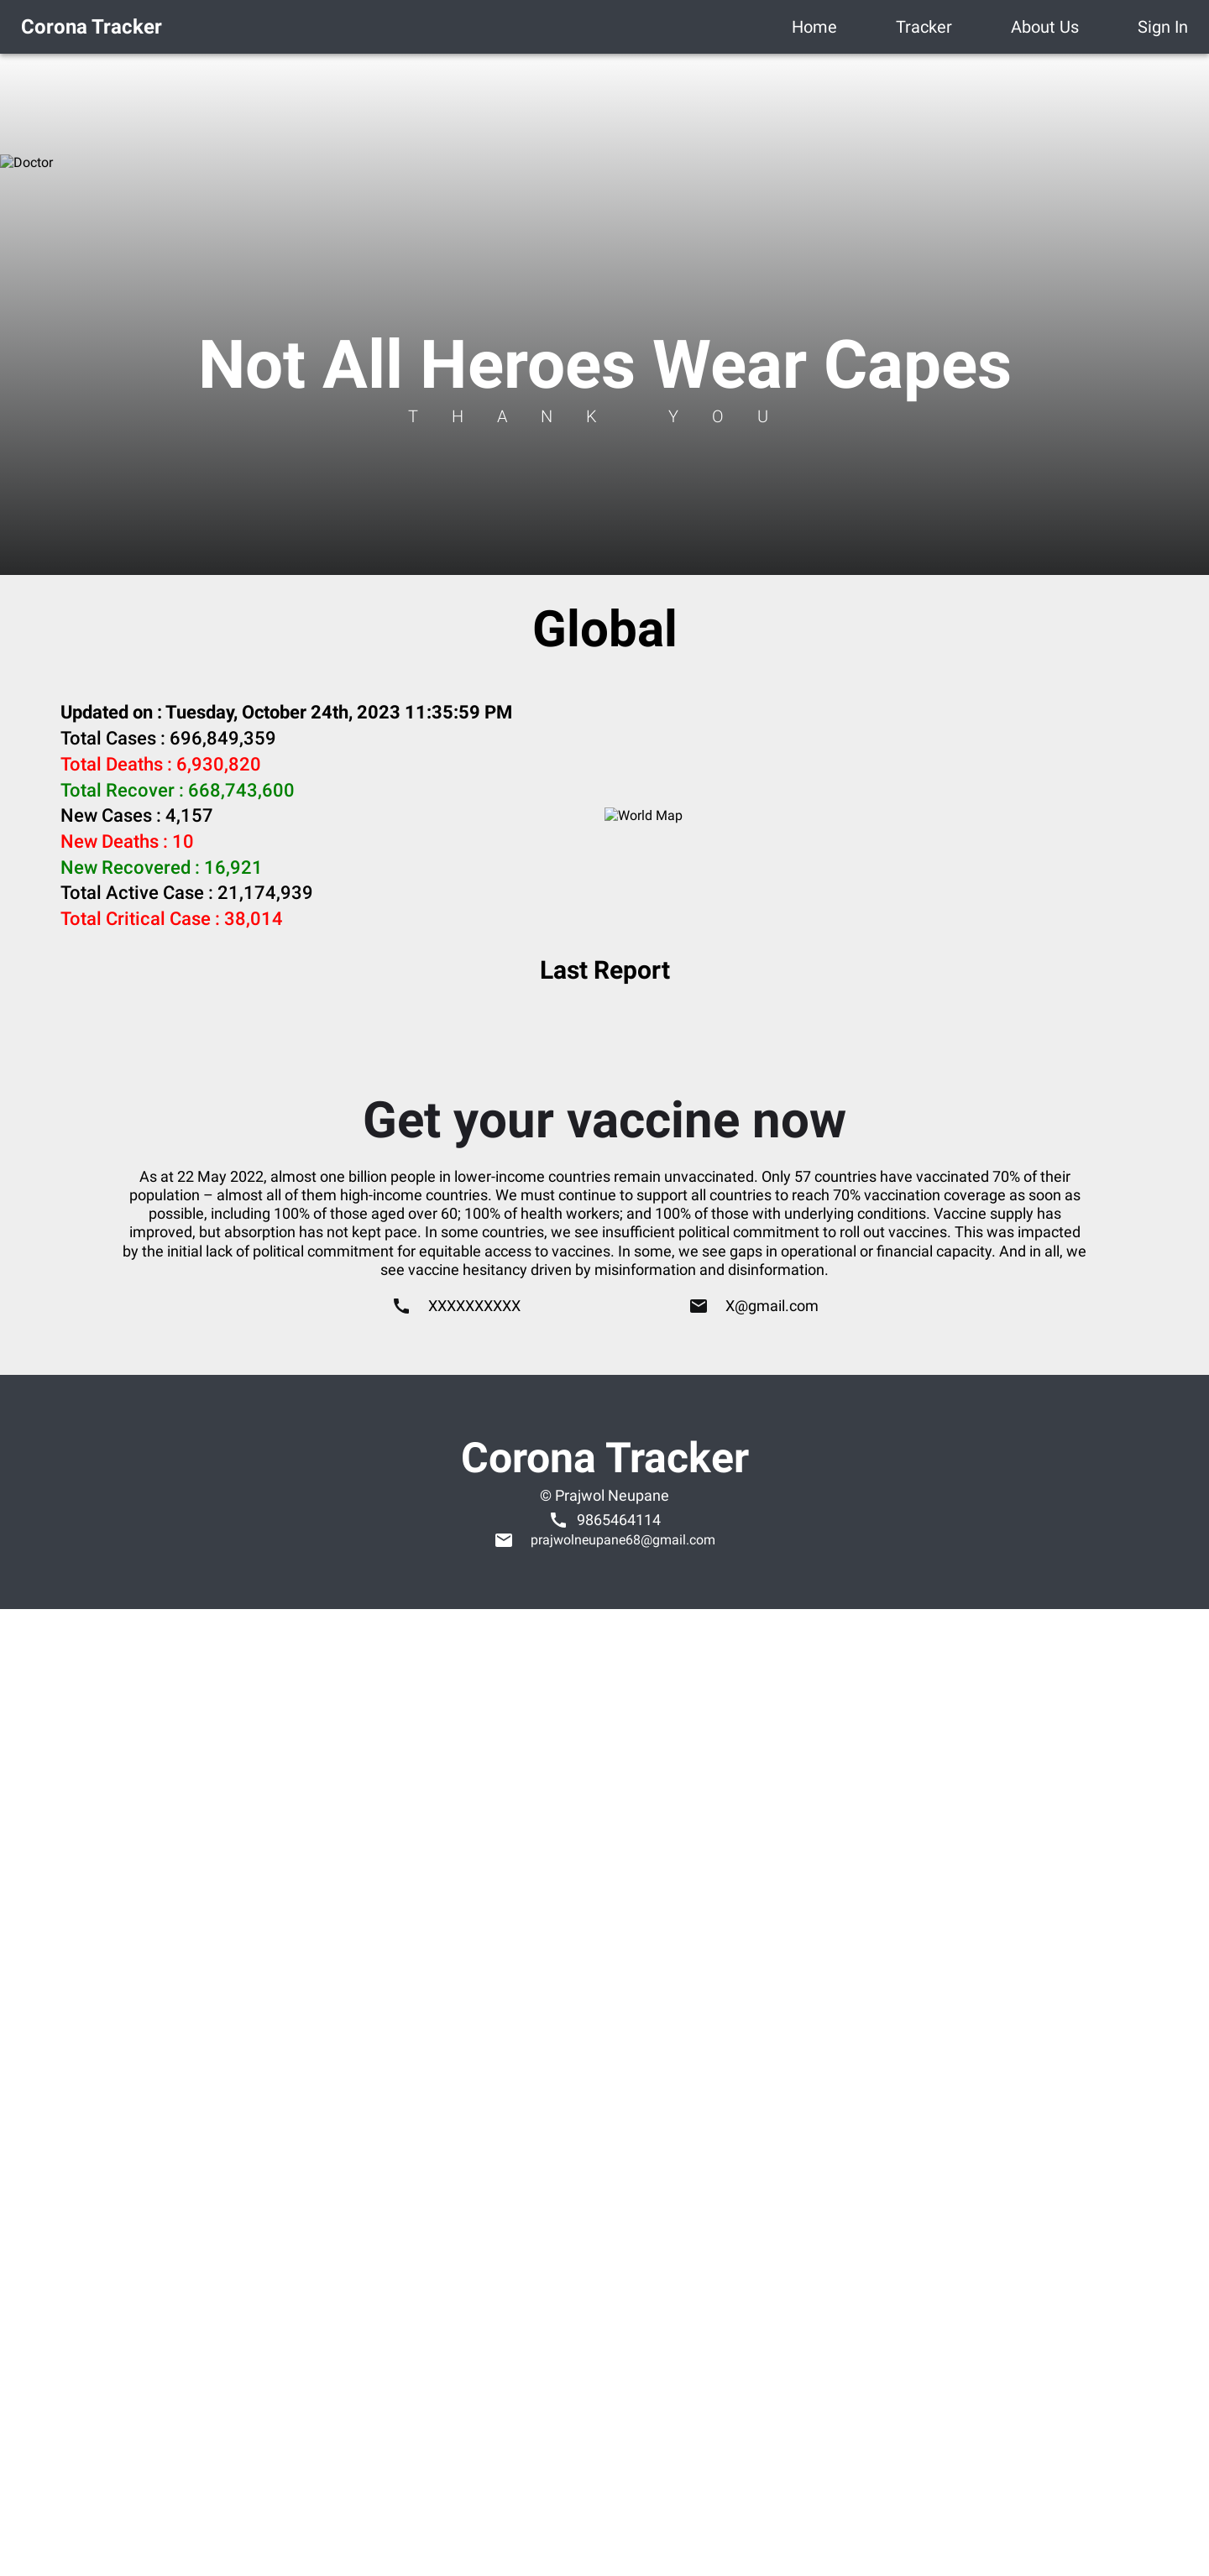 Corona Tracker
Home
Tracker
About Us
Sign In
Doctor
Not All Heroes Wear Capes
THANK YOU
Global
Updated on : Tuesday, October 24th, 2023 11:35:59 PM
Total Cases : 696,849,359
Total Deaths : 6,930,820
Total Recover : 668,743,600
New Cases : 4,157
New Deaths : 10
New Recovered : 16,921
Total Active Case : 21,174,939
Total Critical Case : 38,014
World Map
Last Report
Get your vaccine now
As at 22 May 2022, almost one billion people in lower-income countries remain unvaccinated. Only 57 countries have vaccinated 70% of their
population – almost all of them high-income countries. We must continue to support all countries to reach 70% vaccination coverage as soon as
possible, including 100% of those aged over 60; 100% of health workers; and 100% of those with underlying conditions. Vaccine supply has
improved, but absorption has not kept pace. In some countries, we see insufficient political commitment to roll out vaccines. This was impacted
by the initial lack of political commitment for equitable access to vaccines. In some, we see gaps in operational or financial capacity. And in all, we
see vaccine hesitancy driven by misinformation and disinformation.
XXXXXXXXXX
X@gmail.com
Corona Tracker
© Prajwol Neupane
9865464114
prajwolneupane68@gmail.com